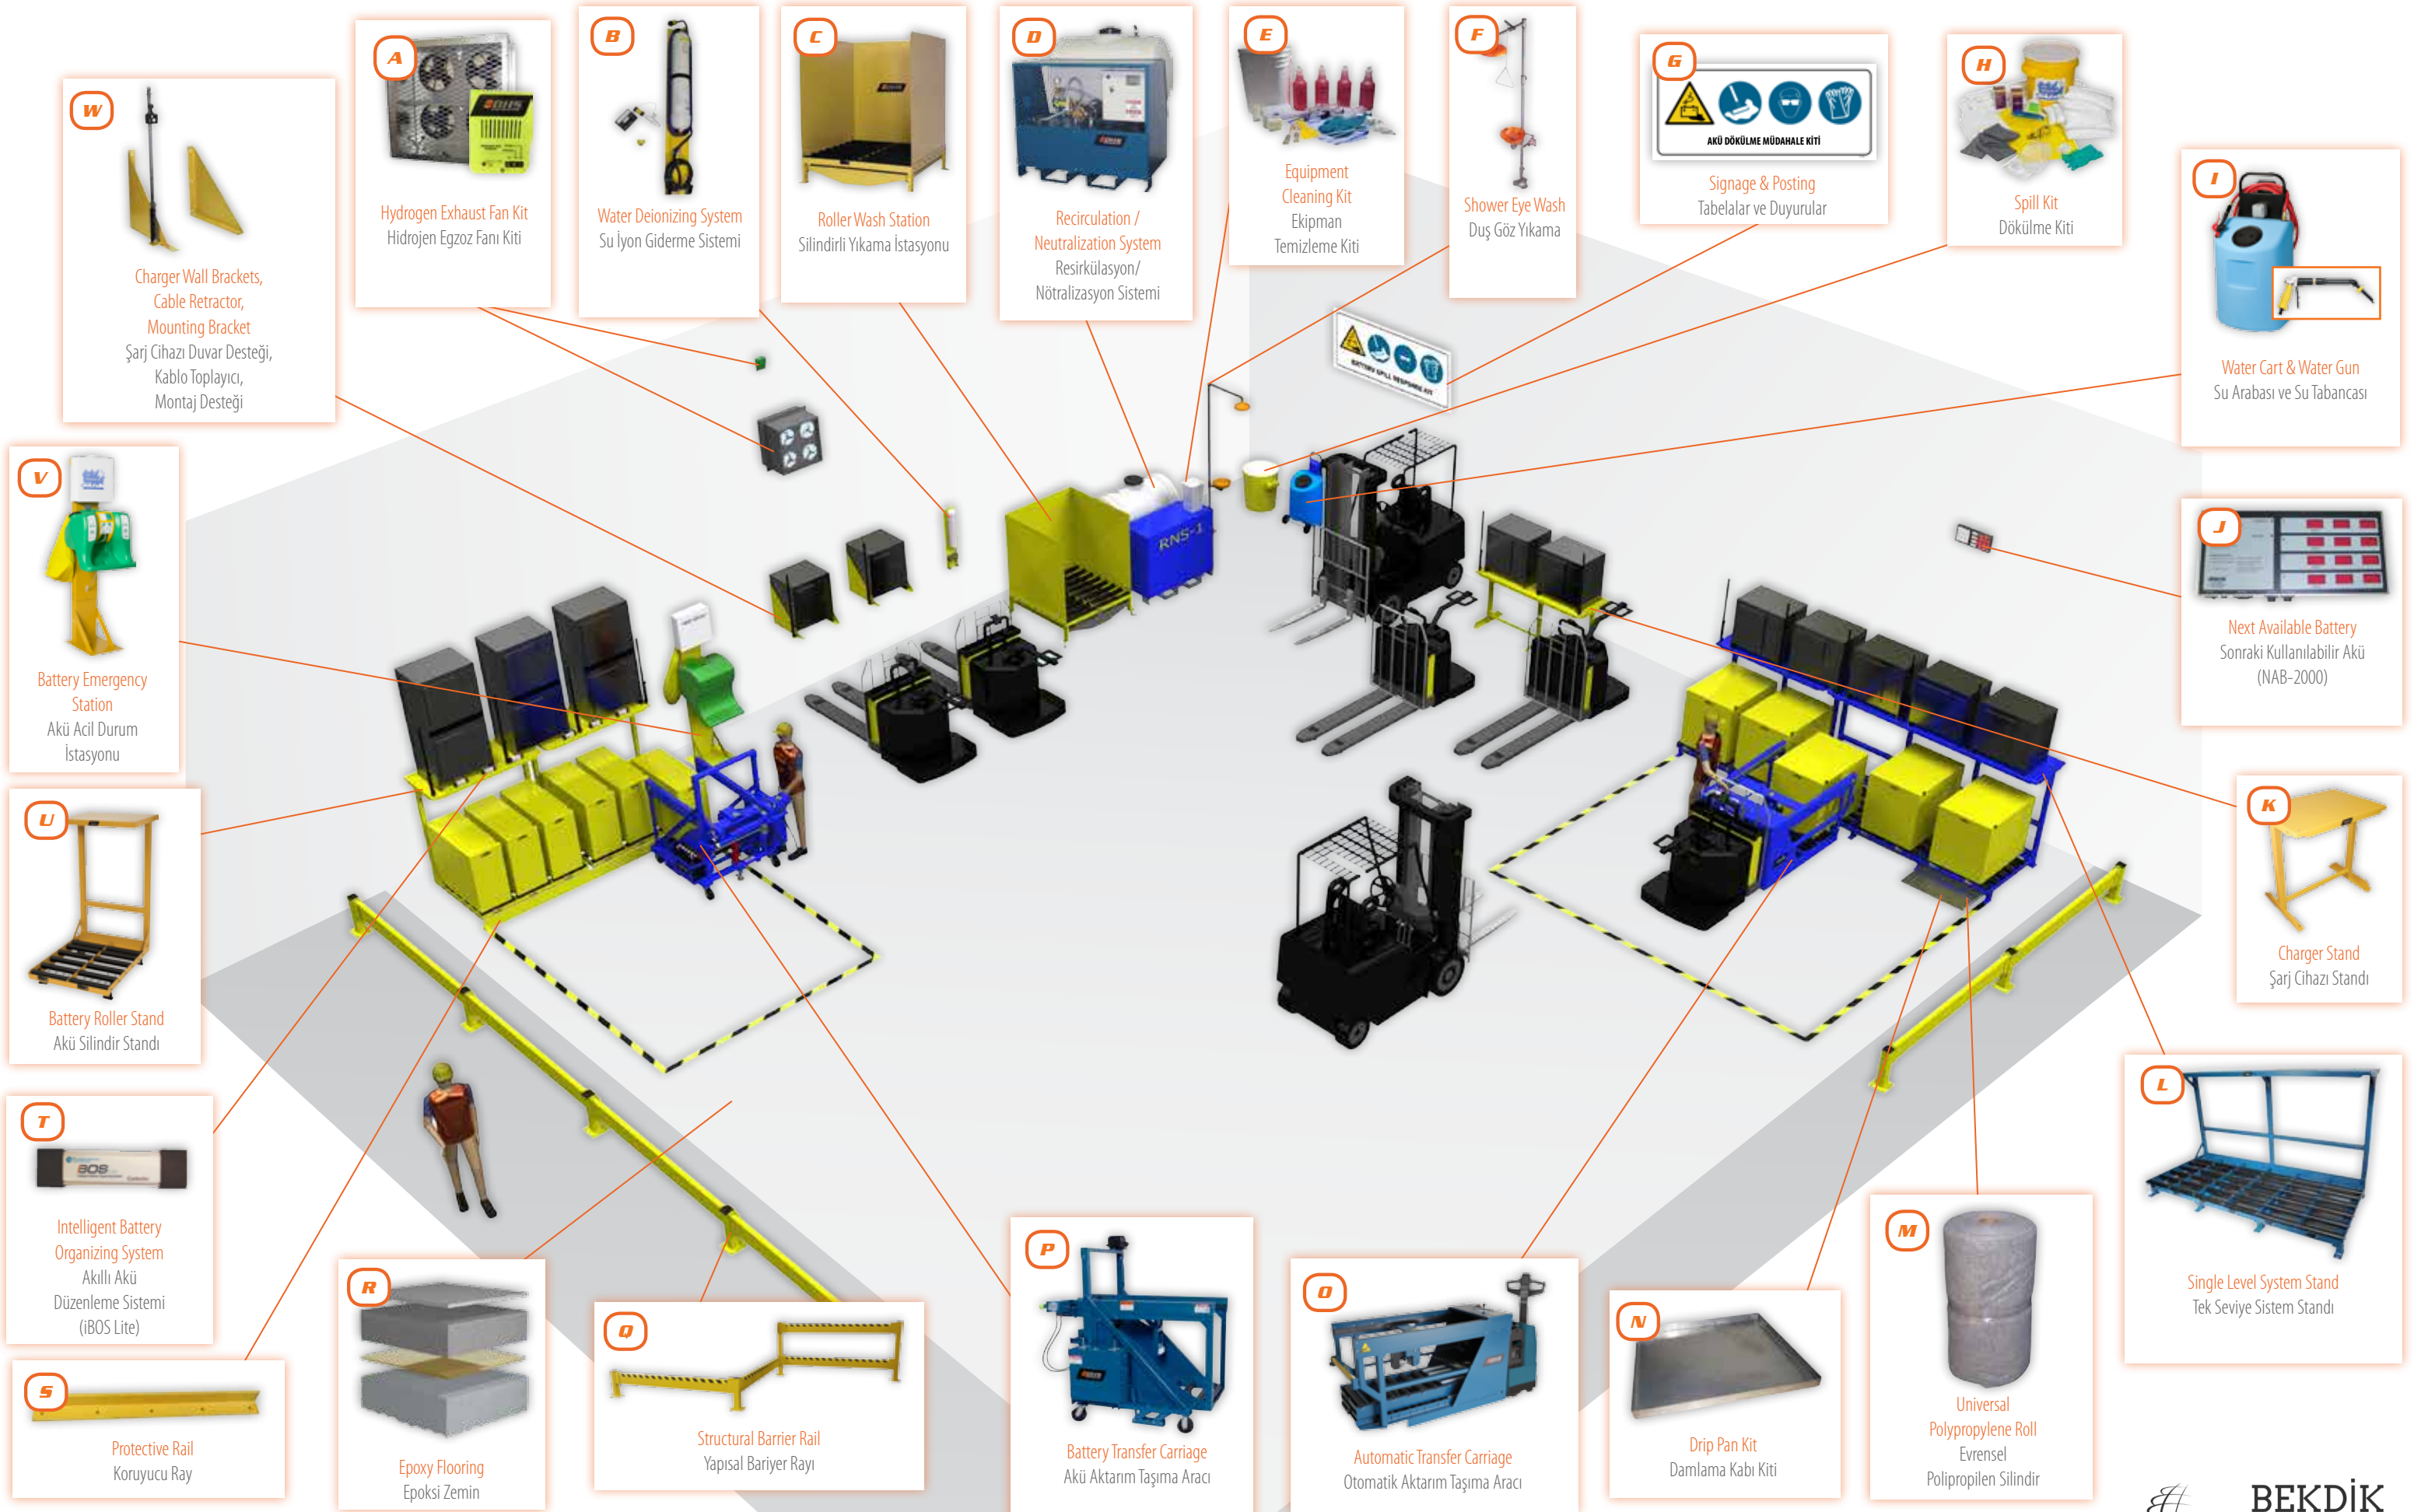 A
BHS
Hydrogen Exhaust Fan Kit
Hidrojen Egzoz Fanı Kiti
B
Water Deionizing System
Su İyon Giderme Sistemi
C
Roller Wash Station
Silindirli Yıkama İstasyonu
D
Recirculation /
Neutralization System
Resirkülasyon/
Nötralizasyon Sistemi
E
Equipment
Cleaning Kit
Ekipman
Temizleme Kiti
F
Shower Eye Wash
Duş Göz Yıkama
G
AKÜ DÖKÜLME MÜDAHALE KİTİ
Signage & Posting
Tabelalar ve Duyurular
H
Spill Kit
Dökülme Kiti
I
Water Cart & Water Gun
Su Arabası ve Su Tabancası
J
Next Available Battery
Sonraki Kullanılabilir Akü
(NAB-2000)
K
Charger Stand
Şarj Cihazı Standı
L
Single Level System Stand
Tek Seviye Sistem Standı
M
Universal
Polypropylene Roll
Evrensel
Polipropilen Silindir
N
Drip Pan Kit
Damlama Kabı Kiti
O
Automatic Transfer Carriage
Otomatik Aktarım Taşıma Aracı
P
Battery Transfer Carriage
Akü Aktarım Taşıma Aracı
Q
Structural Barrier Rail
Yapısal Bariyer Rayı
R
Epoxy Flooring
Epoksi Zemin
S
Protective Rail
Koruyucu Ray
T
Intelligent Battery
Organizing System
Akıllı Akü
Düzenleme Sistemi
(iBOS Lite)
U
Battery Roller Stand
Akü Silindir Standı
V
Battery Emergency
Station
Akü Acil Durum
İstasyonu
W
Charger Wall Brackets,
Cable Retractor,
Mounting Bracket
Şarj Cihazı Duvar Desteği,
Kablo Toplayıcı,
Montaj Desteği
BATTERY SPILL RESPONSE KIT
RNS-1
BEKDİK